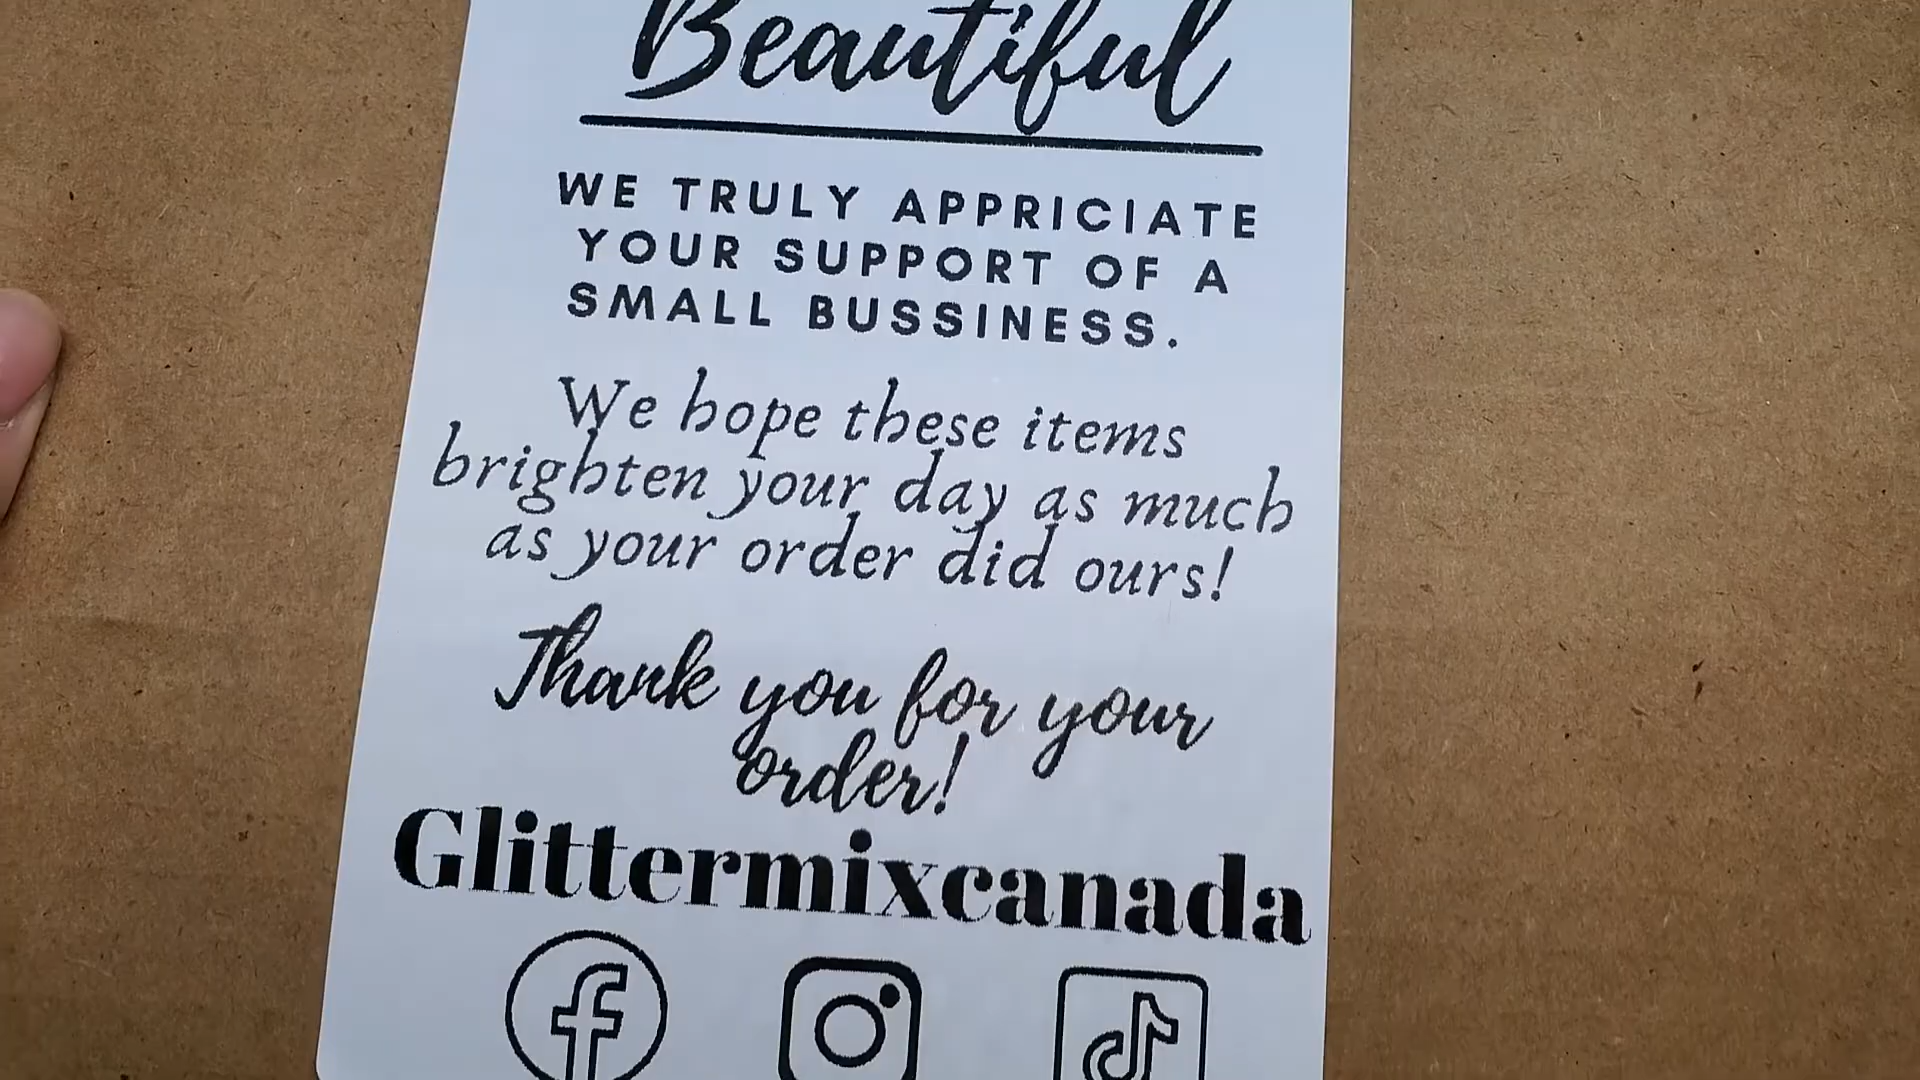 Beautiful
WE TRULY APPRICIATE
YOUR SUPPORT OF A
SMALL BUSSINESS.
We hope these items
brighten your day as much
as your order did ours!
Thank you for your
order!
Glittermixcanada